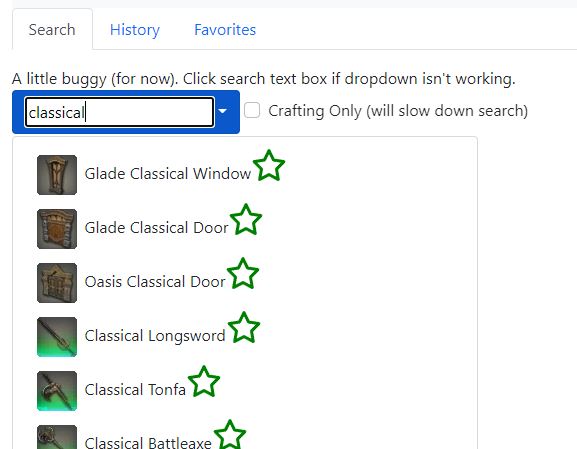 Search History Favorites
A little buggy (for now). Click search text box if dropdown isn't working.
classical Crafting Only (will slow down search)
Glade Classical Window
Glade Classical Door
Oasis Classical Door
Classical Longsword
Classical Tonfa
Classical Battleaxe